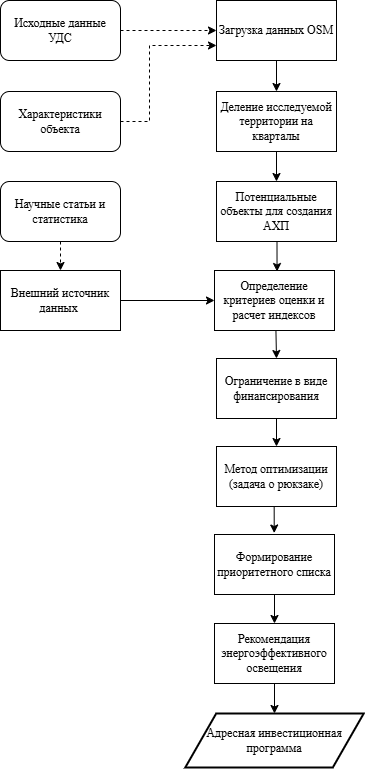 Исходные данные
УДС
Загрузка данных OSM
Характеристики
объекта
Деление исследуемой
территории на
кварталы
Научные статьи и
статистика
Потенциальные
объекты для создания
АХП
Внешний источник
данных
Определение
критериев оценки и
расчет индексов
Ограничение в виде
финансирования
Метод оптимизации
(задача о рюкзаке)
Формирование
приоритетного списка
Рекомендация
энергоэффективного
освещения
Адресная инвестиционная
программа